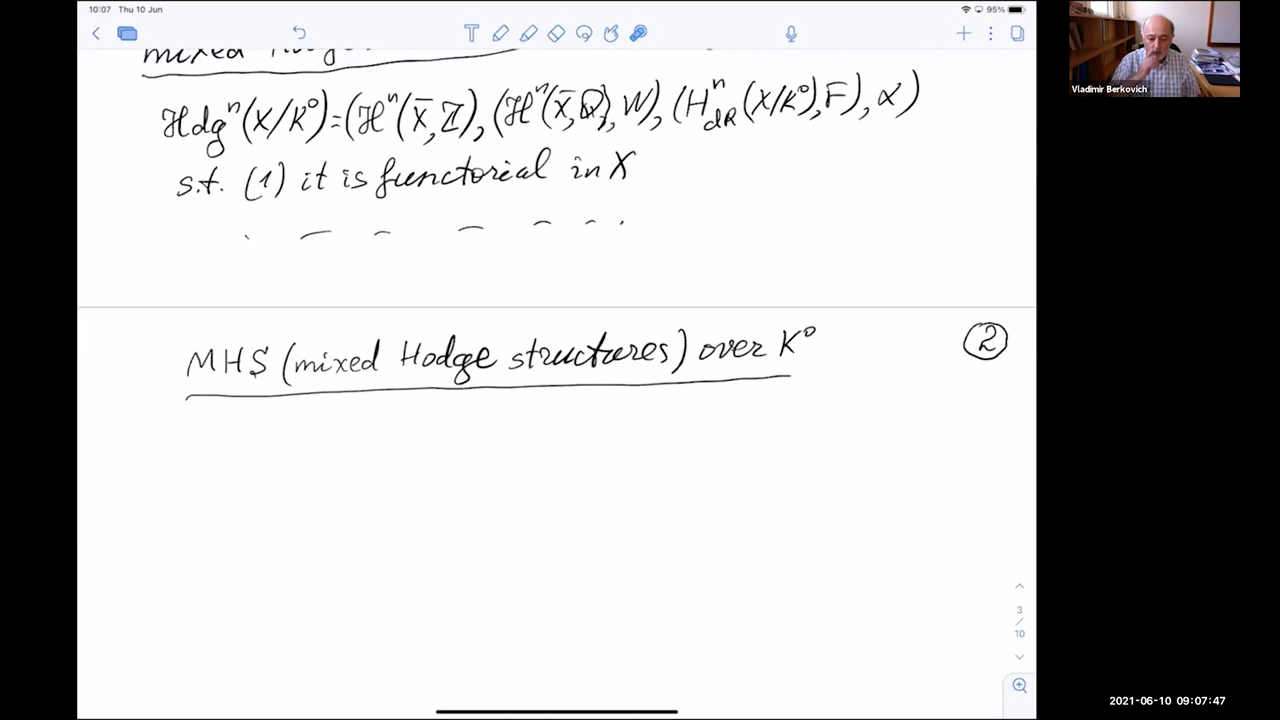 10:07 Thu 10 Jun 95%
mixed
ℋdgⁿ(X/K°)=(ℋⁿ(X̄,ℤ),(ℋⁿ(X̄,ℚ),W),(Hⁿ_dR(X/K°),F),α)
s.t. (1) it is functorial in X
MHS (mixed Hodge structures) over K°
2
3
/
10
Vladimir Berkovich
2021-06-10 09:07:47